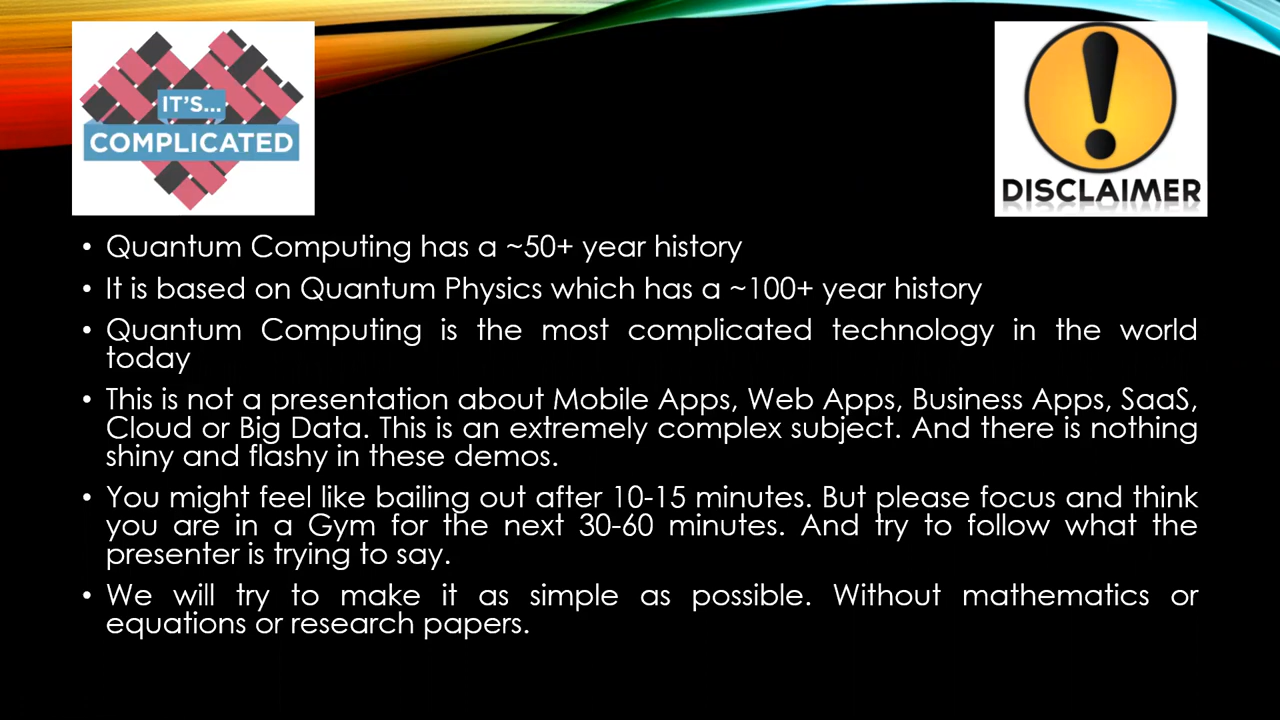 IT'S...
COMPLICATED
DISCLAIMER
• Quantum Computing has a ~50+ year history
• It is based on Quantum Physics which has a ~100+ year history
• Quantum Computing is the most complicated technology in the world
today
• This is not a presentation about Mobile Apps, Web Apps, Business Apps, SaaS,
Cloud or Big Data. This is an extremely complex subject. And there is nothing
shiny and flashy in these demos.
• You might feel like bailing out after 10-15 minutes. But please focus and think
you are in a Gym for the next 30-60 minutes. And try to follow what the
presenter is trying to say.
• We will try to make it as simple as possible. Without mathematics or
equations or research papers.